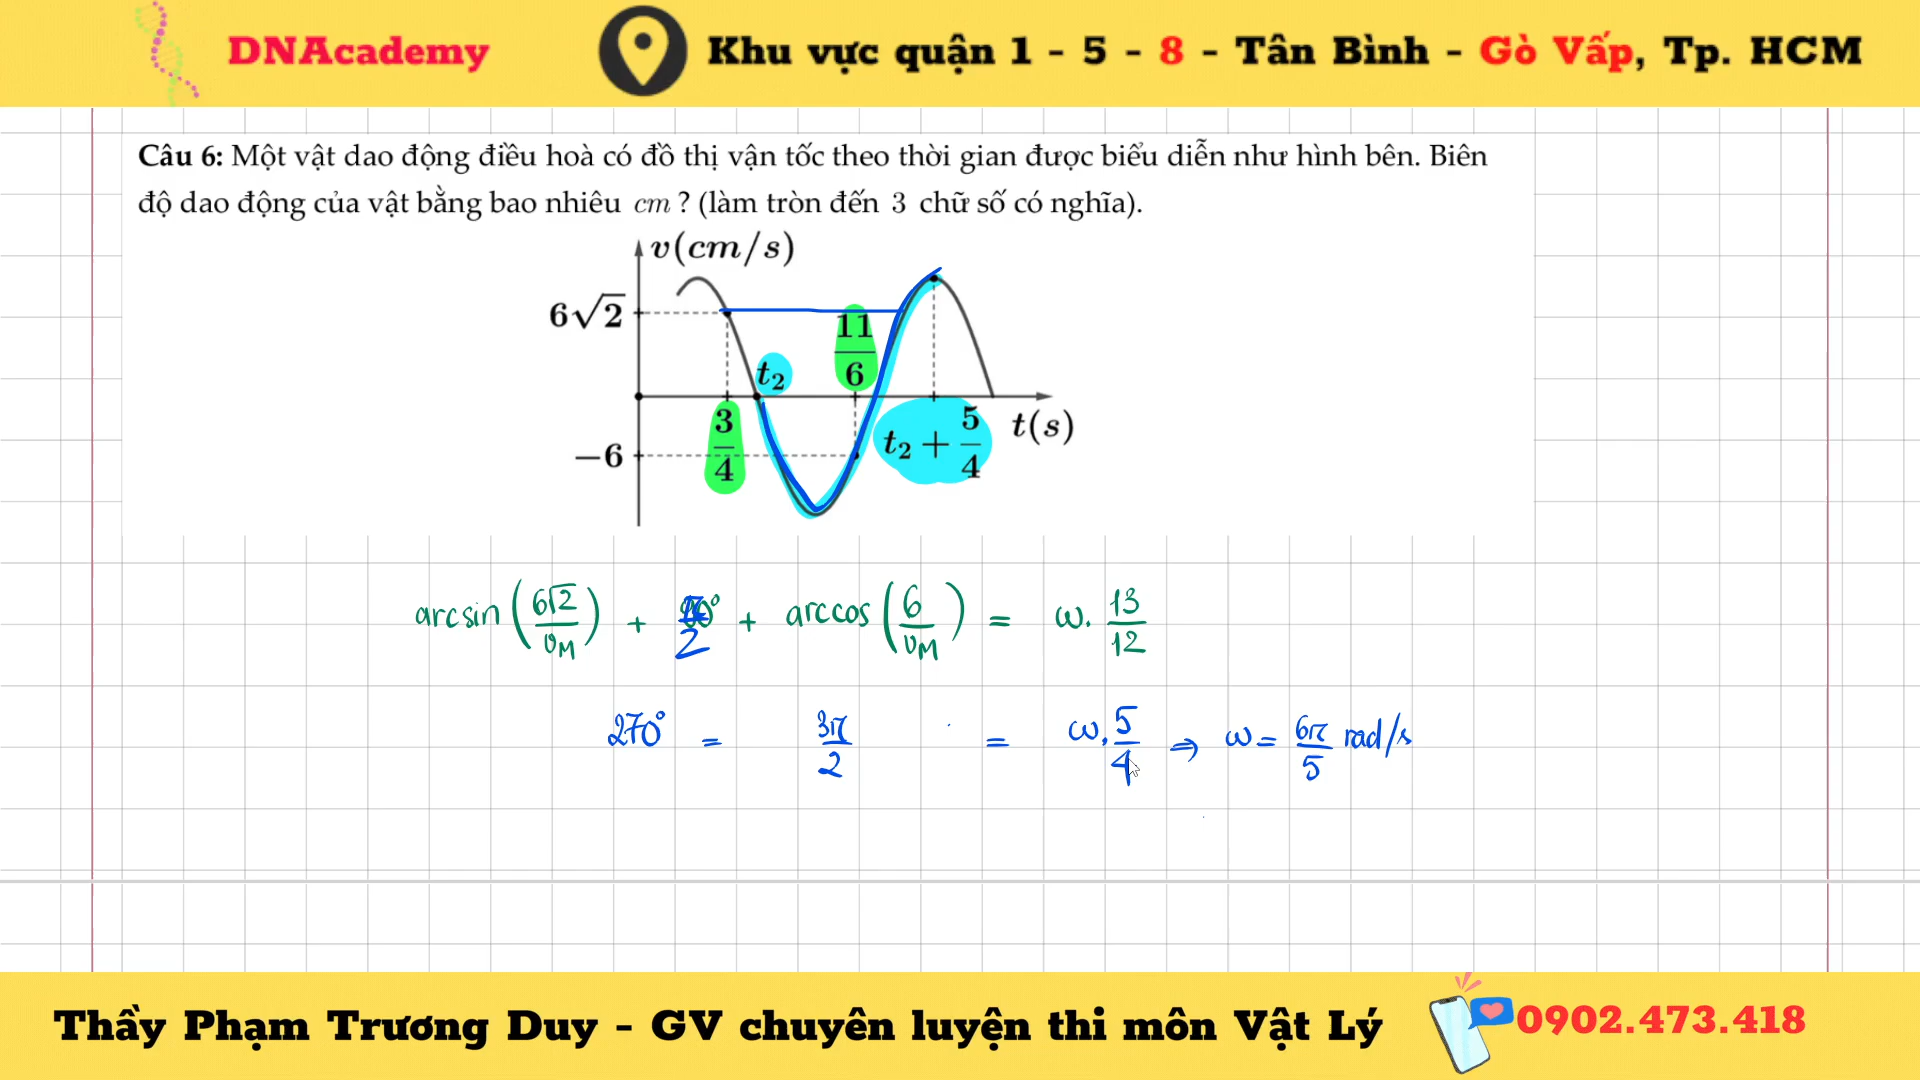 DNAcademy
Khu vực quận 1 - 5 - 8 - Tân Bình - Gò Vấp, Tp. HCM
Câu 6: Một vật dao động điều hoà có đồ thị vận tốc theo thời gian được biểu diễn như hình bên. Biên
độ dao động của vật bằng bao nhiêu cm ? (làm tròn đến 3 chữ số có nghĩa).
v(cm/s)
6√2
11/6
t₂
3/4
t₂ + 5/4
t(s)
−6
arcsin(6√2/υM) + π/2 + arccos(6/υM) = ω. 13/12
270° = 3π/2 = ω. 5/4 ⇒ ω = 6π/5 rad/s
Thầy Phạm Trương Duy - GV chuyên luyện thi môn Vật Lý
0902.473.418